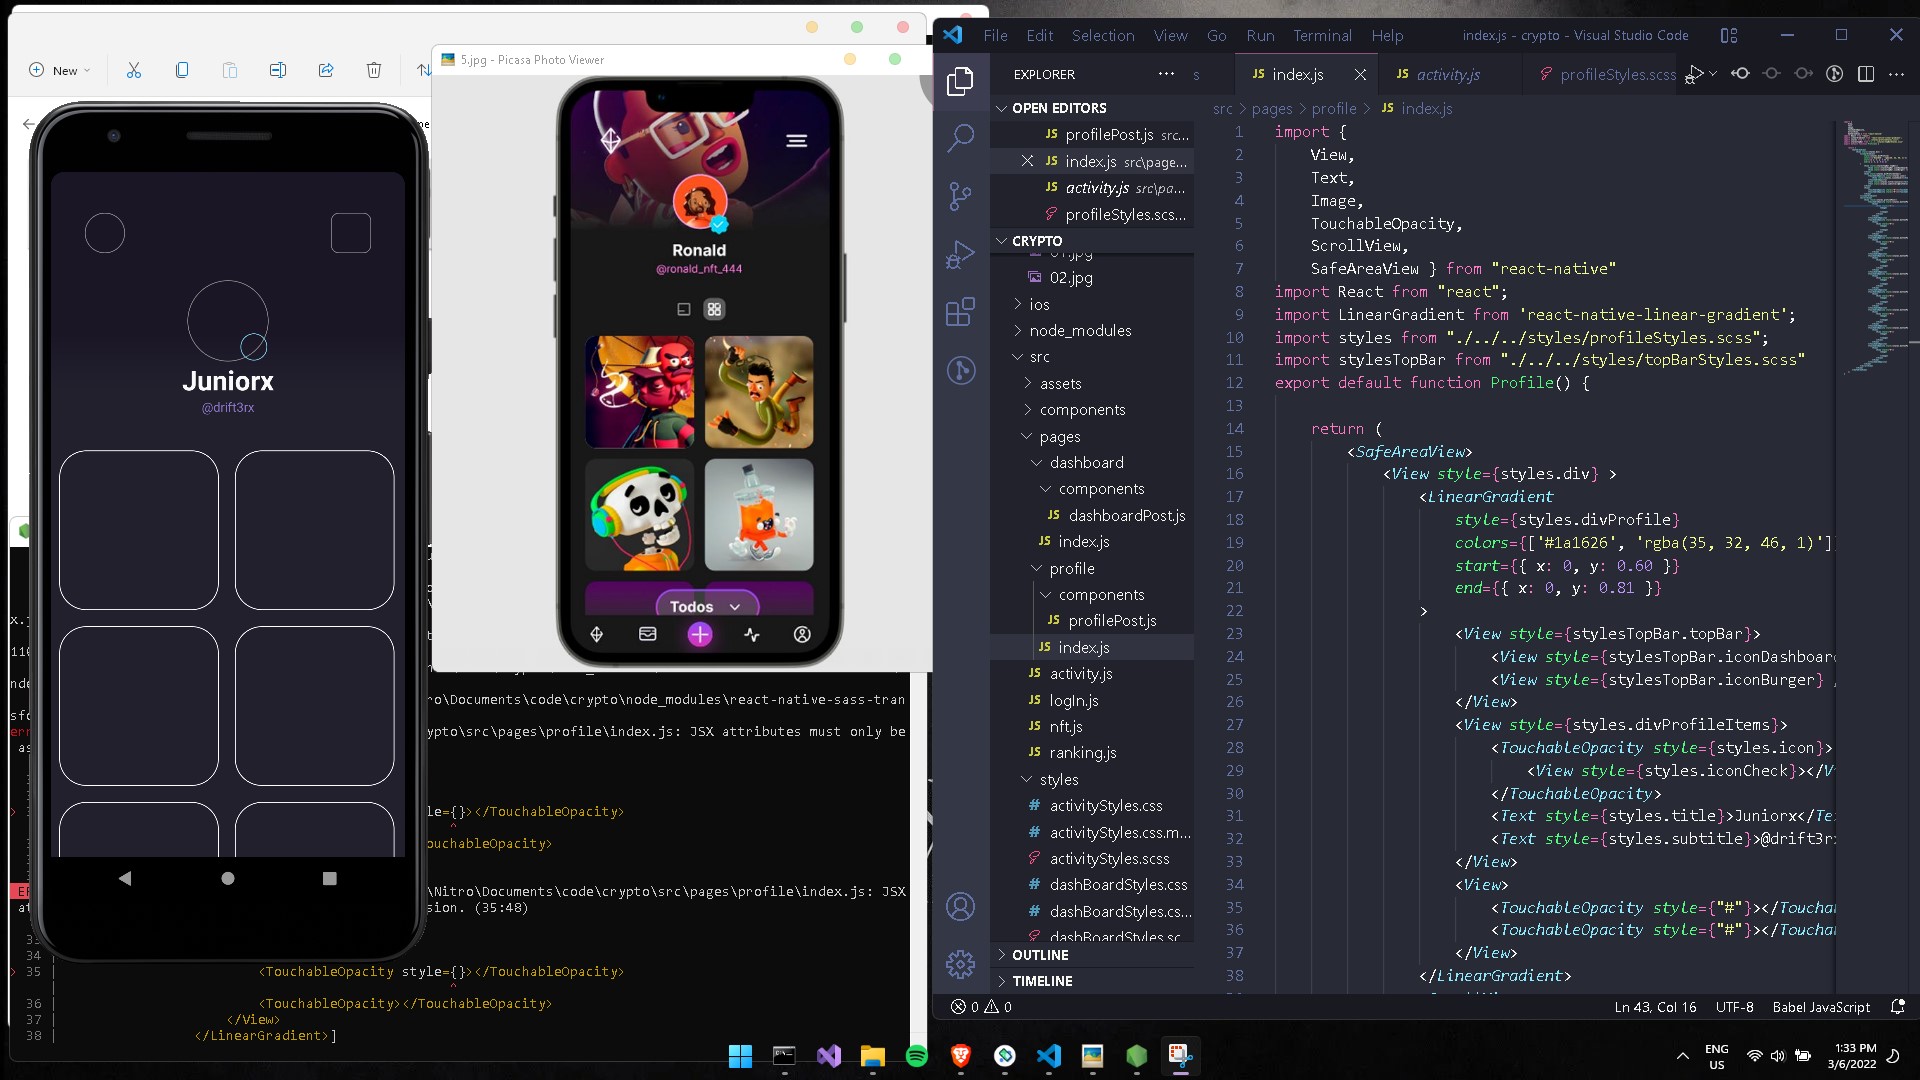 New
Juniorx
@drift3rx
5.jpg - Picasa Photo Viewer
Ronald
@ronald_nft_444
Todos
ro\Documents\code\crypto\node_modules\react-native-sass-tran
ypto\src\pages\profile\index.js: JSX attributes must only be
={}></TouchableOpacity>
ouchableOpacity>
\Nitro\Documents\code\crypto\src\pages\profile\index.js: JSX
sion. (35:48)
34 |
> 35 | <TouchableOpacity style={}></TouchableOpacity>
| ^
36 | <TouchableOpacity></TouchableOpacity>
37 | </View>
38 | </LinearGradient>]
File Edit Selection View Go Run Terminal Help
index.js - crypto - Visual Studio Code
EXPLORER
OPEN EDITORS
JS profilePost.js src...
JS index.js src\page...
JS activity.js src\pa...
profileStyles.scs...
CRYPTO
01.jpg
02.jpg
ios
node_modules
src
assets
components
pages
dashboard
components
JS dashboardPost.js
JS index.js
profile
components
JS profilePost.js
JS index.js
JS activity.js
JS logIn.js
JS nft.js
JS ranking.js
styles
# activityStyles.css
# activityStyles.css.m...
activityStyles.scss
# dashBoardStyles.css
# dashBoardStyles.cs...
dashBoardStyles.sc
OUTLINE
TIMELINE
s JS index.js JS activity.js profileStyles.scss
src > pages > profile > JS index.js
1 import {
2 View,
3 Text,
4 Image,
5 TouchableOpacity,
6 ScrollView,
7 SafeAreaView } from "react-native"
8 import React from "react";
9 import LinearGradient from 'react-native-linear-gradient';
10 import styles from "./../../styles/profileStyles.scss";
11 import stylesTopBar from "./../../styles/topBarStyles.scss"
12 export default function Profile() {
13
14 return (
15 <SafeAreaView>
16 <View style={styles.div} >
17 <LinearGradient
18 style={styles.divProfile}
19 colors={['#1a1626', 'rgba(35, 32, 46, 1)']
20 start={{ x: 0, y: 0.60 }}
21 end={{ x: 0, y: 0.81 }}
22 >
23 <View style={stylesTopBar.topBar}>
24 <View style={stylesTopBar.iconDashboar
25 <View style={stylesTopBar.iconBurger}
26 </View>
27 <View style={styles.divProfileItems}>
28 <TouchableOpacity style={styles.icon}>
29 <View style={styles.iconCheck}></V
30 </TouchableOpacity>
31 <Text style={styles.title}>Juniorx</Te
32 <Text style={styles.subtitle}>@drift3r
33 </View>
34 <View>
35 <TouchableOpacity style={"#"}></Toucha
36 <TouchableOpacity style={"#"}></Toucha
37 </View>
38 </LinearGradient>
0 0
Ln 43, Col 16 UTF-8 Babel JavaScript
ENG
US
1:33 PM
3/6/2022